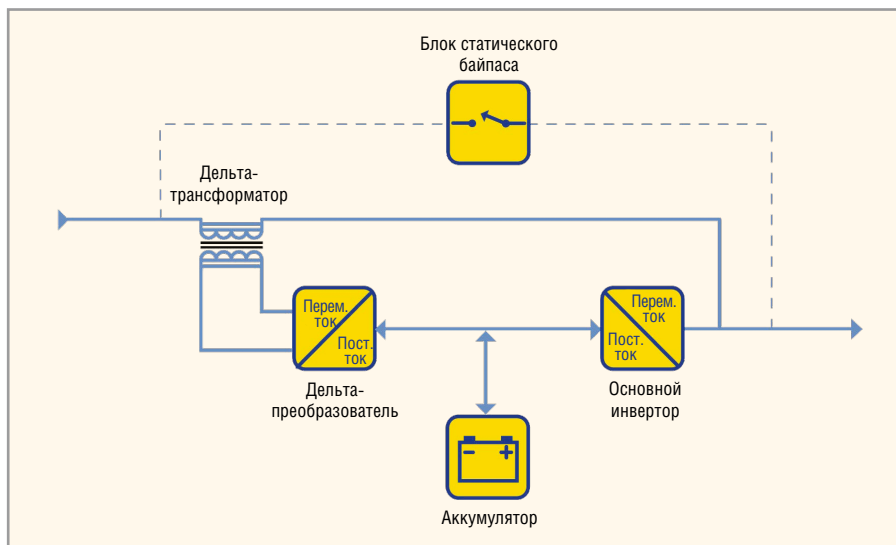 Блок статического
байпаса
Дельта-
трансформатор
Перем.
ток
Пост.
ток
Дельта-
преобразователь
Перем.
ток
Пост.
ток
Основной
инвертор
Аккумулятор